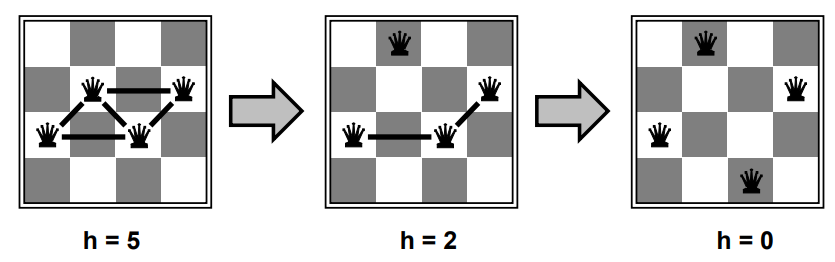 h = 5
h = 2
h = 0